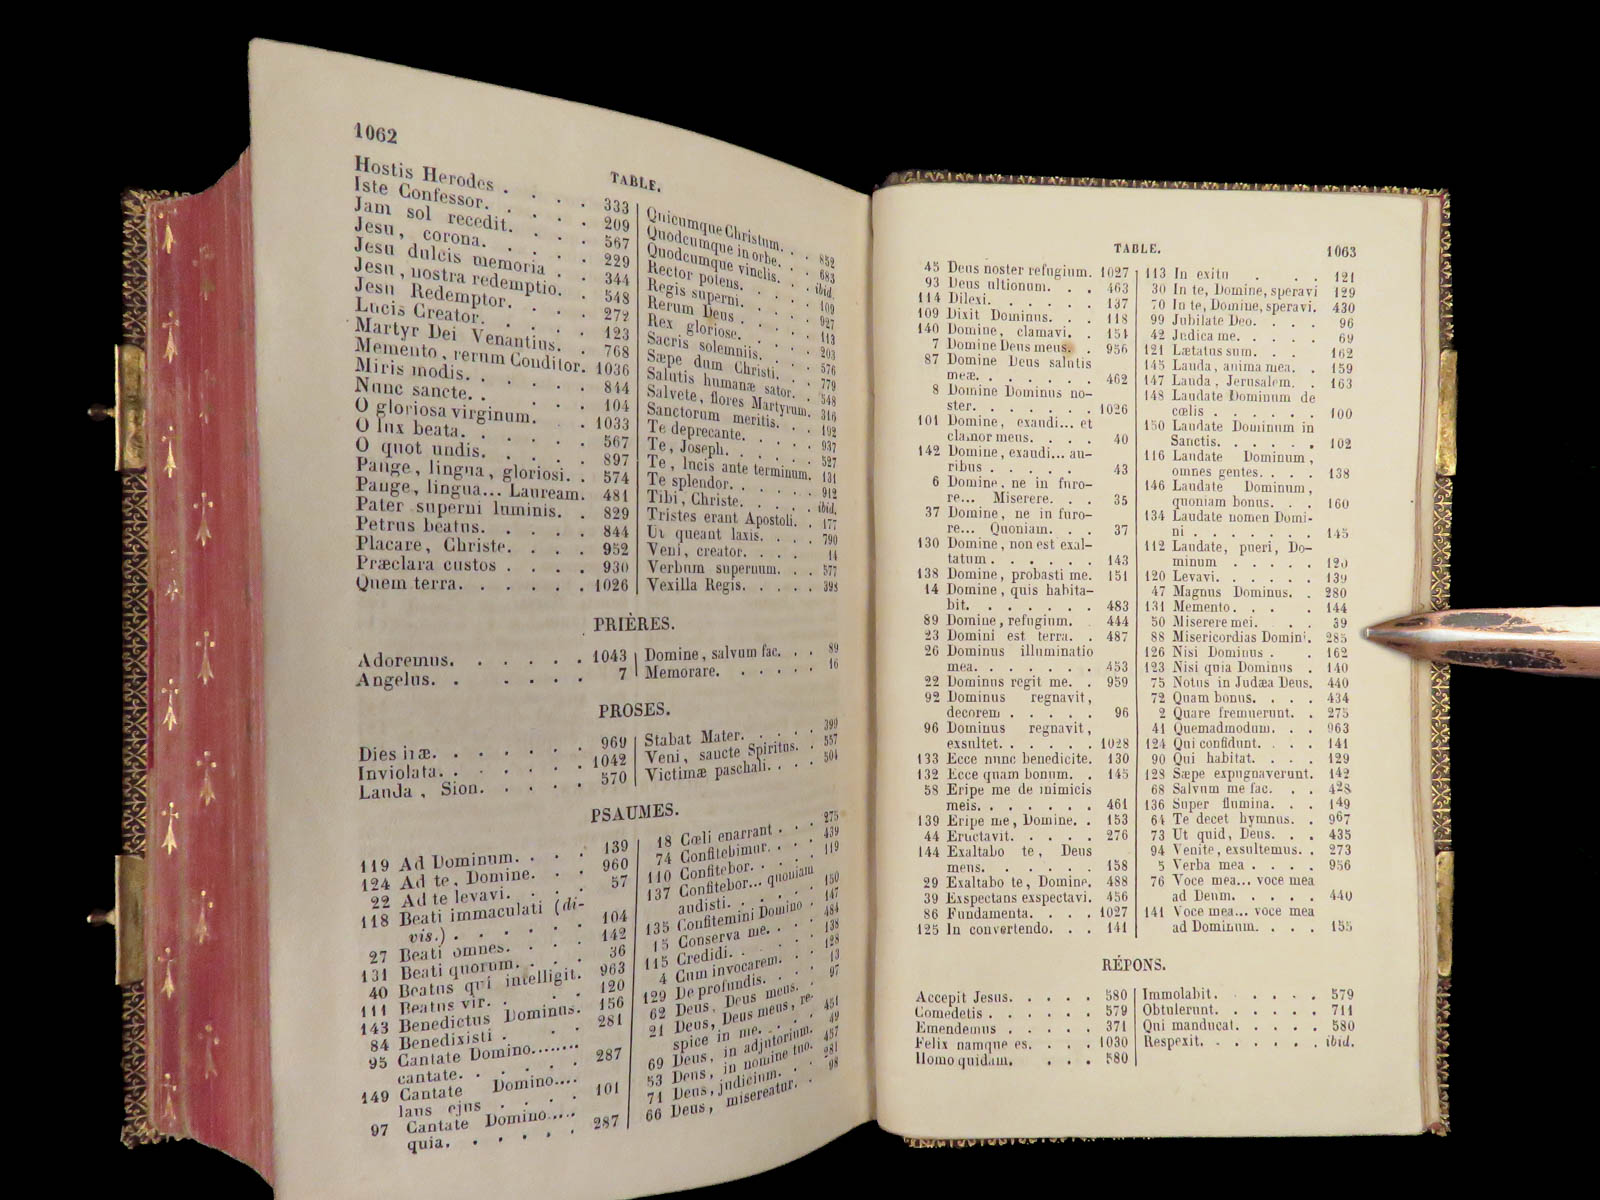 1062
TABLE.
Hostis Herodes . . . . 333
Iste Confessor. . . . . 209
Jam sol recedit. . . . . 567
Jesu, corona. . . . . 229
Jesu dulcis memoria . . 344
Jesu, nostra redemptio. . 548
Jesu Redemptor. . . . . 272
Lucis Creator. . . . . 123
Martyr Dei Venantius. . 768
Memento, rerum Conditor. 1036
Miris modis. . . . . . 844
Nunc sancte. . . . . 104
O gloriosa virginum. . . 1033
O lux beata. . . . . . 567
O quot undis. . . . . 897
Pange, lingua, gloriosi. . 574
Pange, lingua... Lauream. 481
Pater superni luminis. . 829
Petrus beatus. . . . . 844
Placare, Christe. . . . 952
Præclara custos . . . . 930
Quem terra. . . . . . 1026
Quicumque Christum. . . 852
Quodcumque in orbe. . . 683
Quodcumque vinclis. . . ibid.
Rector potens. . . . . 109
Regis superni. . . . . 927
Rerum Deus . . . . . 113
Rex gloriose. . . . . 203
Sacris solemniis. . . . 576
Sæpe dum Christi. . . 779
Salutis humanæ sator. . 548
Salvete, flores Martyrum. 316
Sanctorum meritis. . . 192
Te deprecante. . . . . 937
Te, Joseph. . . . . . 527
Te, lucis ante terminum. 131
Te splendor. . . . . . 912
Tibi, Christe. . . . . ibid.
Tristes erant Apostoli. . 177
Ut queant laxis. . . . 790
Veni, creator. . . . 14
Verbum supernum. . . 577
Vexilla Regis. . . . . 398
PRIÈRES.
Adoremus. . . . . . 1043
Angelus. . . . . . 7
Domine, salvum fac. . . 89
Memorare. . . . . . 16
PROSES.
Dies iræ. . . . . . . 969
Inviolata. . . . . . . 1042
Lauda, Sion. . . . . 570
Stabat Mater. . . . . 399
Veni, sancte Spiritus. . 557
Victimæ paschali. . . . 504
PSAUMES.
119 Ad Dominum. . . . 139
124 Ad te, Domine. . . 960
22 Ad te levavi. . . . 57
118 Beati immaculati (di-
vis.) . . . . . . 104
27 Beati omnes. . . . 142
131 Beati quorum. . . . 36
40 Beatus qui intelligit. 963
111 Beatus vir. . . . . 120
143 Benedictus Dominus. 156
84 Benedixisti . . . 281
95 Cantate Domino........
cantate. . . . . . 287
149 Cantate Domino....
laus ejus . . . . 101
97 Cantate Domino.....
quia. . . . . . 287
18 Cœli enarrant . . . 275
74 Confitebimur. . . . 439
110 Confitebor. . . . . 119
137 Confitebor... quoniam
audisti. . . . . . 150
135 Confitemini Domino . 147
15 Conserva me. . . . 484
115 Credidi. . . . . . 138
4 Cum invocarem. . . 128
129 De profundis. . . . 13
62 Deus, Deus meus. . 97
21 Deus, Deus meus, re-
spice in me. . . . 451
69 Deus, in adjutorium. 49
53 Deus, in nomine tuo. 457
71 Deus, judicium. . . 281
66 Deus, misereatur. . 98
TABLE. 1063
45 Deus noster refugium. 1027
93 Deus ultionum. . . 463
114 Dilexi. . . . . . 137
109 Dixit Dominus. . . 118
140 Domine, clamavi. . 154
7 Domine Deus meus. . 956
87 Domine Deus salutis
meæ. . . . . . . 462
8 Domine Dominus no-
ster. . . . . . . 1026
101 Domine, exaudi... et
clamor meus. . . . 40
142 Domine, exaudi... au-
ribus . . . . . 43
6 Domine, ne in furo-
re... Miserere. . . 35
37 Domine, ne in furo-
re... Quoniam. . . 37
130 Domine, non est exal-
tatum . . . . . . 143
138 Domine, probasti me. 151
14 Domine, quis habita-
bit. . . . . . . 483
89 Domine, refugium. . 444
23 Domini est terra. . 487
26 Dominus illuminatio
mea. . . . . . . 453
22 Dominus regit me. . 959
92 Dominus regnavit,
decorem . . . . . 96
96 Dominus regnavit,
exsultet. . . . . . 1028
133 Ecce nunc benedicite. 130
132 Ecce quam bonum. . 145
58 Eripe me de inimicis
meis. . . . . . . 461
139 Eripe me, Domine. . 153
44 Eructavit. . . . . 276
144 Exaltabo te, Deus
meus. . . . . . 158
29 Exaltabo te, Domine. 488
39 Exspectans exspectavi. 456
86 Fundamenta. . . . 1027
125 In convertendo. . . 141
113 In exitu . . . . 121
30 In te, Domine, speravi 129
70 In te, Domine, speravi. 430
99 Jubilate Deo. . . . 96
42 Judica me. . . . . 69
121 Lætatus sum. . . 162
145 Lauda, anima mea. . 159
147 Lauda, Jerusalem. . 163
148 Laudate Dominum de
cœlis . . . . . . 100
150 Laudate Dominum in
Sanctis. . . . . . 102
116 Laudate Dominum,
omnes gentes. . . . 138
146 Laudate Dominum,
quoniam bonus. . . 160
134 Laudate nomen Domi-
ni . . . . . . 145
112 Laudate, pueri, Do-
minum . . . . . 120
120 Levavi. . . . . . 139
47 Magnus Dominus. . 280
131 Memento. . . . 144
50 Miserere mei. . . . 39
88 Misericordias Domini. 285
126 Nisi Dominus . . . 162
123 Nisi quia Dominus . 140
75 Notus in Judæa Deus. 440
72 Quam bonus. . . . 434
2 Quare fremuerunt. . 275
41 Quemadmodum. . . 963
124 Qui confidunt. . . . 141
90 Qui habitat. . . . 129
128 Sæpe expugnaverunt. 142
68 Salvum me fac. . . 428
136 Super flumina. . . 149
64 Te decet hymnus. . 967
73 Ut quid, Deus. . . 435
94 Venite, exsultemus. . 273
5 Verba mea . . . . 956
76 Voce mea... voce mea
ad Deum. . . . . 440
141 Voce mea... voce mea
ad Dominum. . . . 155
RÉPONS.
Accepit Jesus. . . . . 580
Comedetis . . . . . . 579
Emendemus . . . . . 371
Felix namque es. . . . 1030
Homo quidam. . . . 580
Immolabit. . . . . . 579
Obtulerunt. . . . . . 711
Qui manducat. . . . . 580
Respexit. . . . . . . ibid.